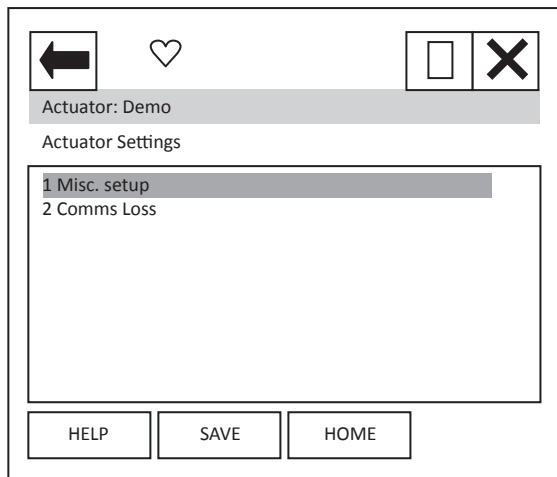 Actuator: Demo
Actuator Settings
1 Misc. setup
2 Comms Loss
HELP SAVE HOME